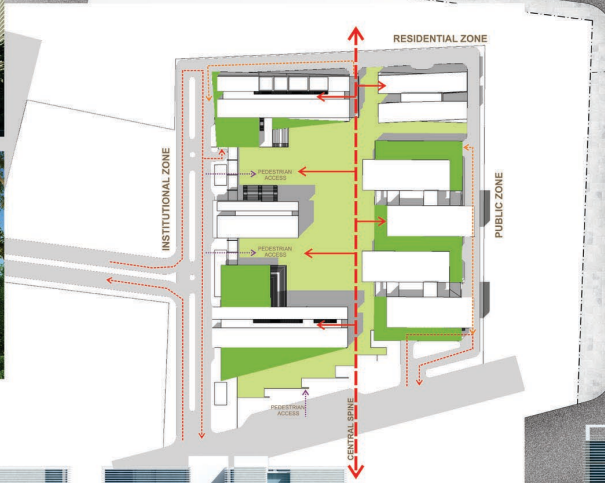 RESIDENTIAL ZONE
INSTITUTIONAL ZONE
PEDESTRIAN
ACCESS
PUBLIC ZONE
PEDESTRIAN
ACCESS
PEDESTRIAN
ACCESS
CENTRAL SPINE